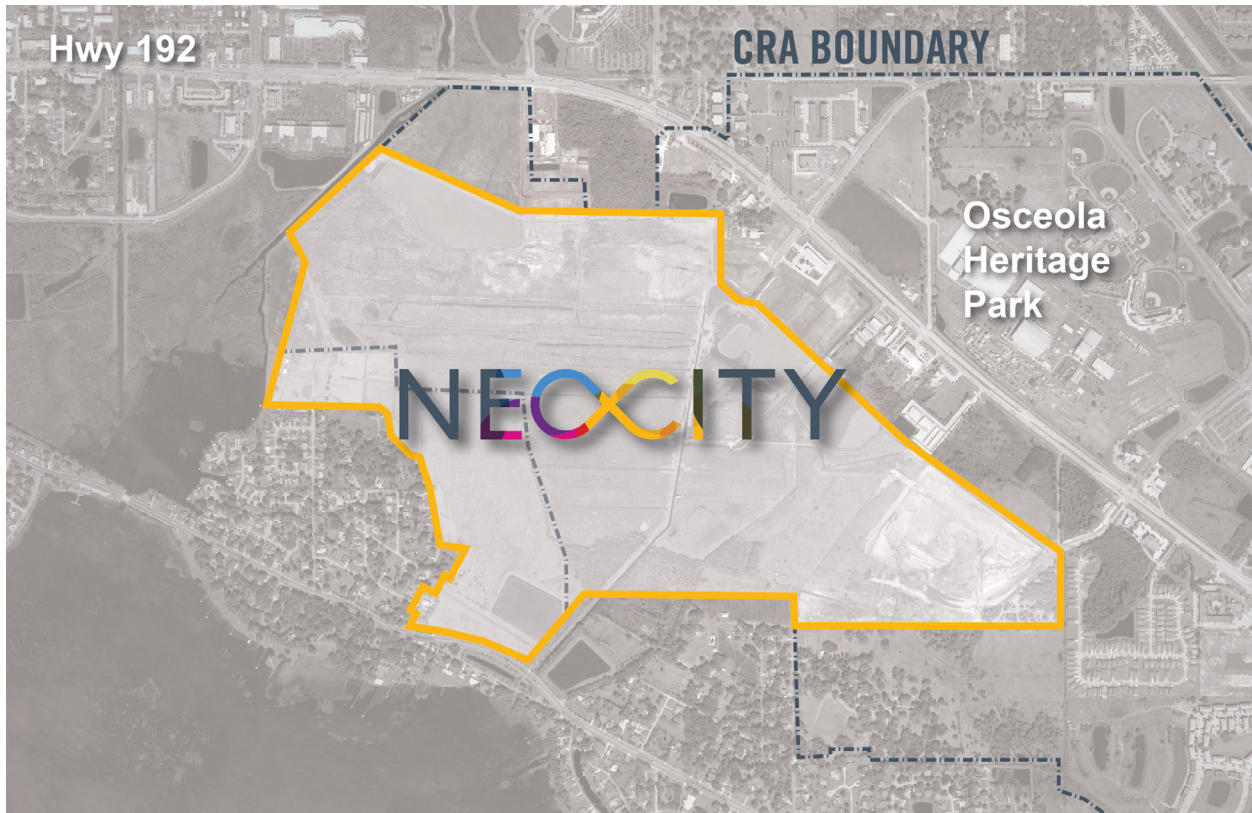 Hwy 192
CRA BOUNDARY
Osceola
Heritage
Park
NEOCITY